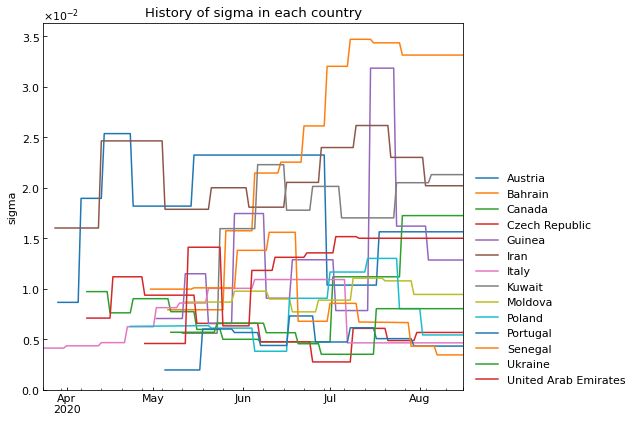 History of sigma in each country
×10⁻²
3.5
3.0
2.5
2.0
1.5
1.0
0.5
0.0
sigma
Apr
2020
May
Jun
Jul
Aug
Austria
Bahrain
Canada
Czech Republic
Guinea
Iran
Italy
Kuwait
Moldova
Poland
Portugal
Senegal
Ukraine
United Arab Emirates